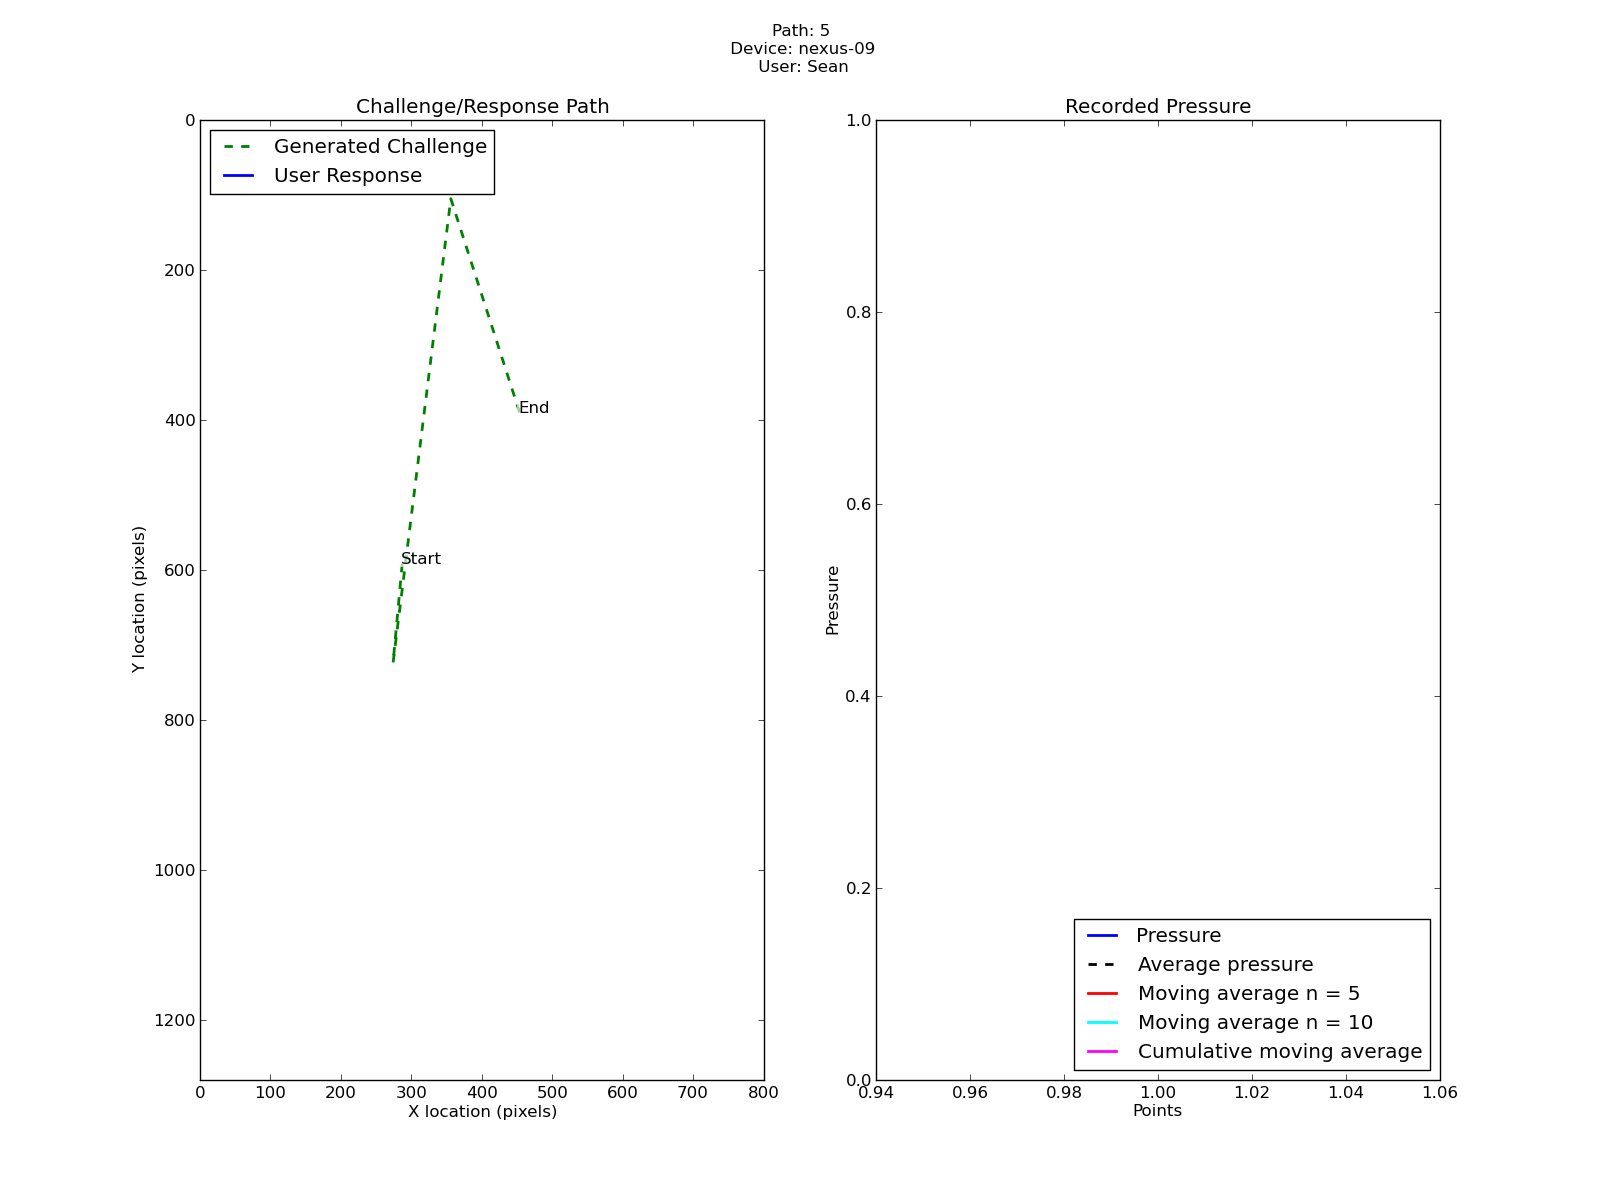 Path: 5
Device: nexus-09
User: Sean
Challenge/Response Path
Generated Challenge
User Response
0
200
400
600
800
1000
1200
Y location (pixels)
Start
End
0 100 200 300 400 500 600 700 800
X location (pixels)
Recorded Pressure
1.0
0.8
0.6
0.4
0.2
0.0
Pressure
Pressure
Average pressure
Moving average n = 5
Moving average n = 10
Cumulative moving average
0.94 0.96 0.98 1.00 1.02 1.04 1.06
Points